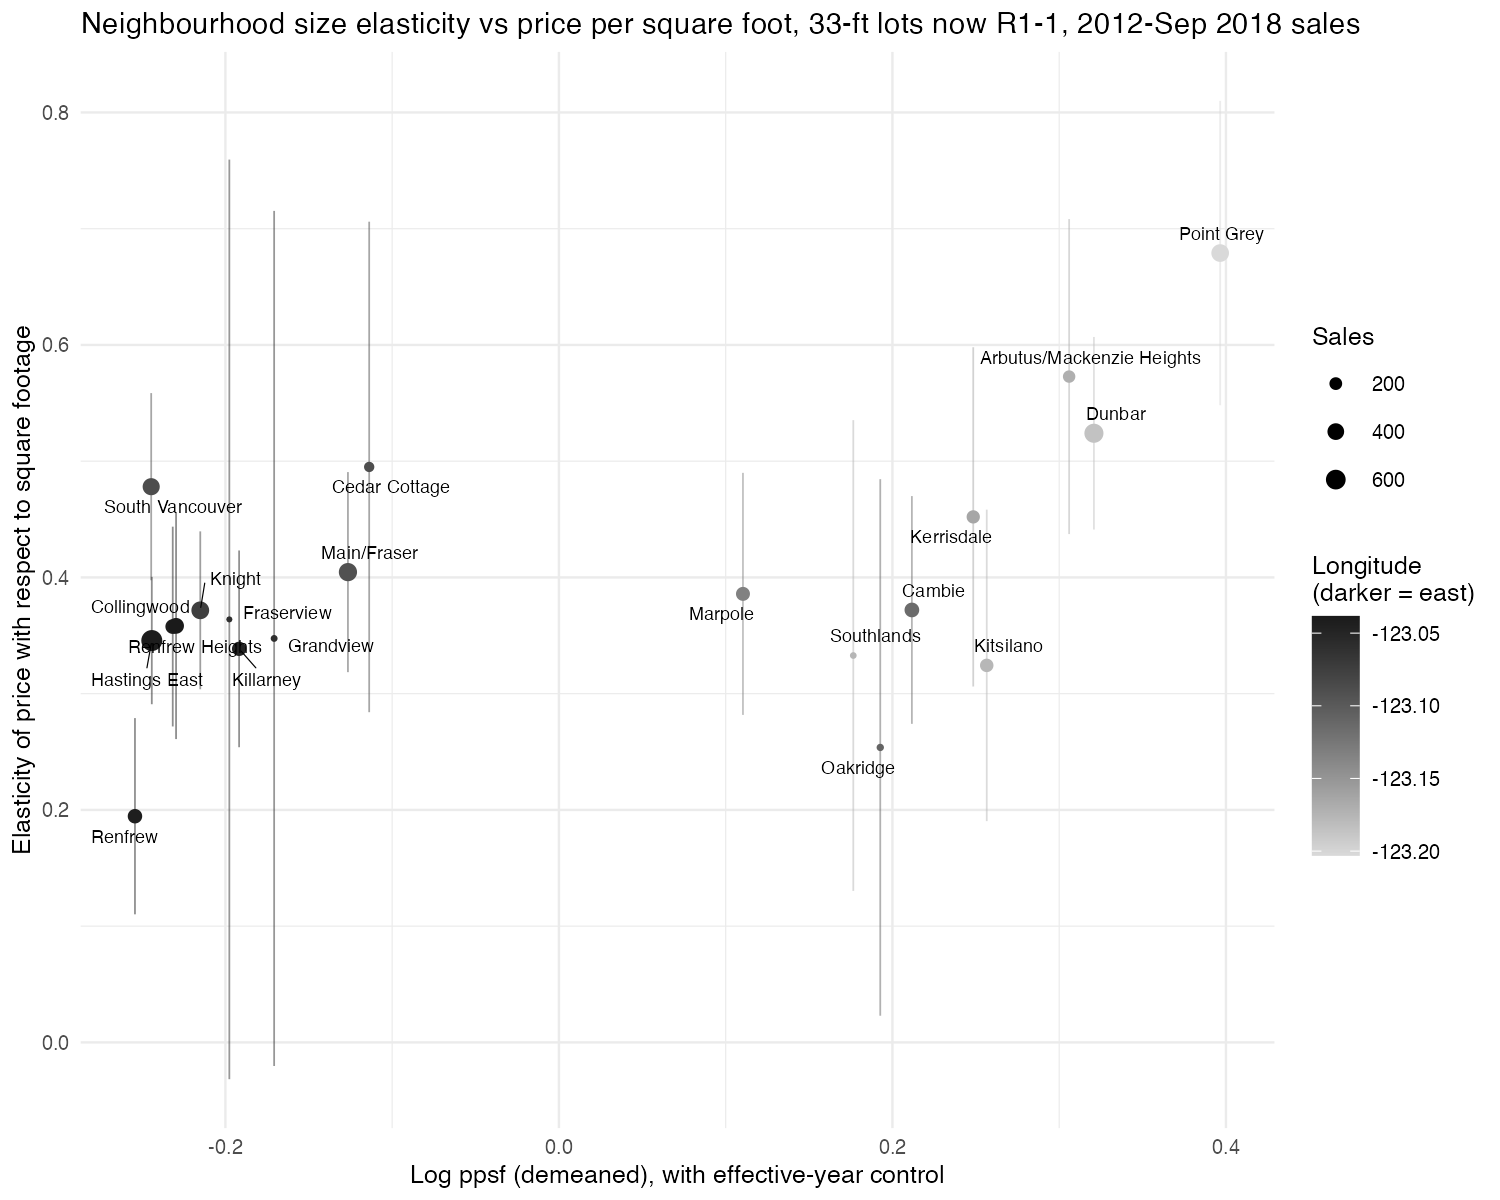 Neighbourhood size elasticity vs price per square foot, 33-ft lots now R1-1, 2012-Sep 2018 sales
Elasticity of price with respect to square footage
0.8
0.6
0.4
0.2
0.0
Point Grey
Arbutus/Mackenzie Heights
Dunbar
Cedar Cottage
South Vancouver
Kerrisdale
Main/Fraser
Knight
Cambie
Collingwood
Fraserview
Marpole
Southlands
Renfrew Heights
Grandview
Kitsilano
Hastings East
Killarney
Oakridge
Renfrew
-0.2
0.0
0.2
0.4
Log ppsf (demeaned), with effective-year control
Sales
200
400
600
Longitude
(darker = east)
-123.05
-123.10
-123.15
-123.20